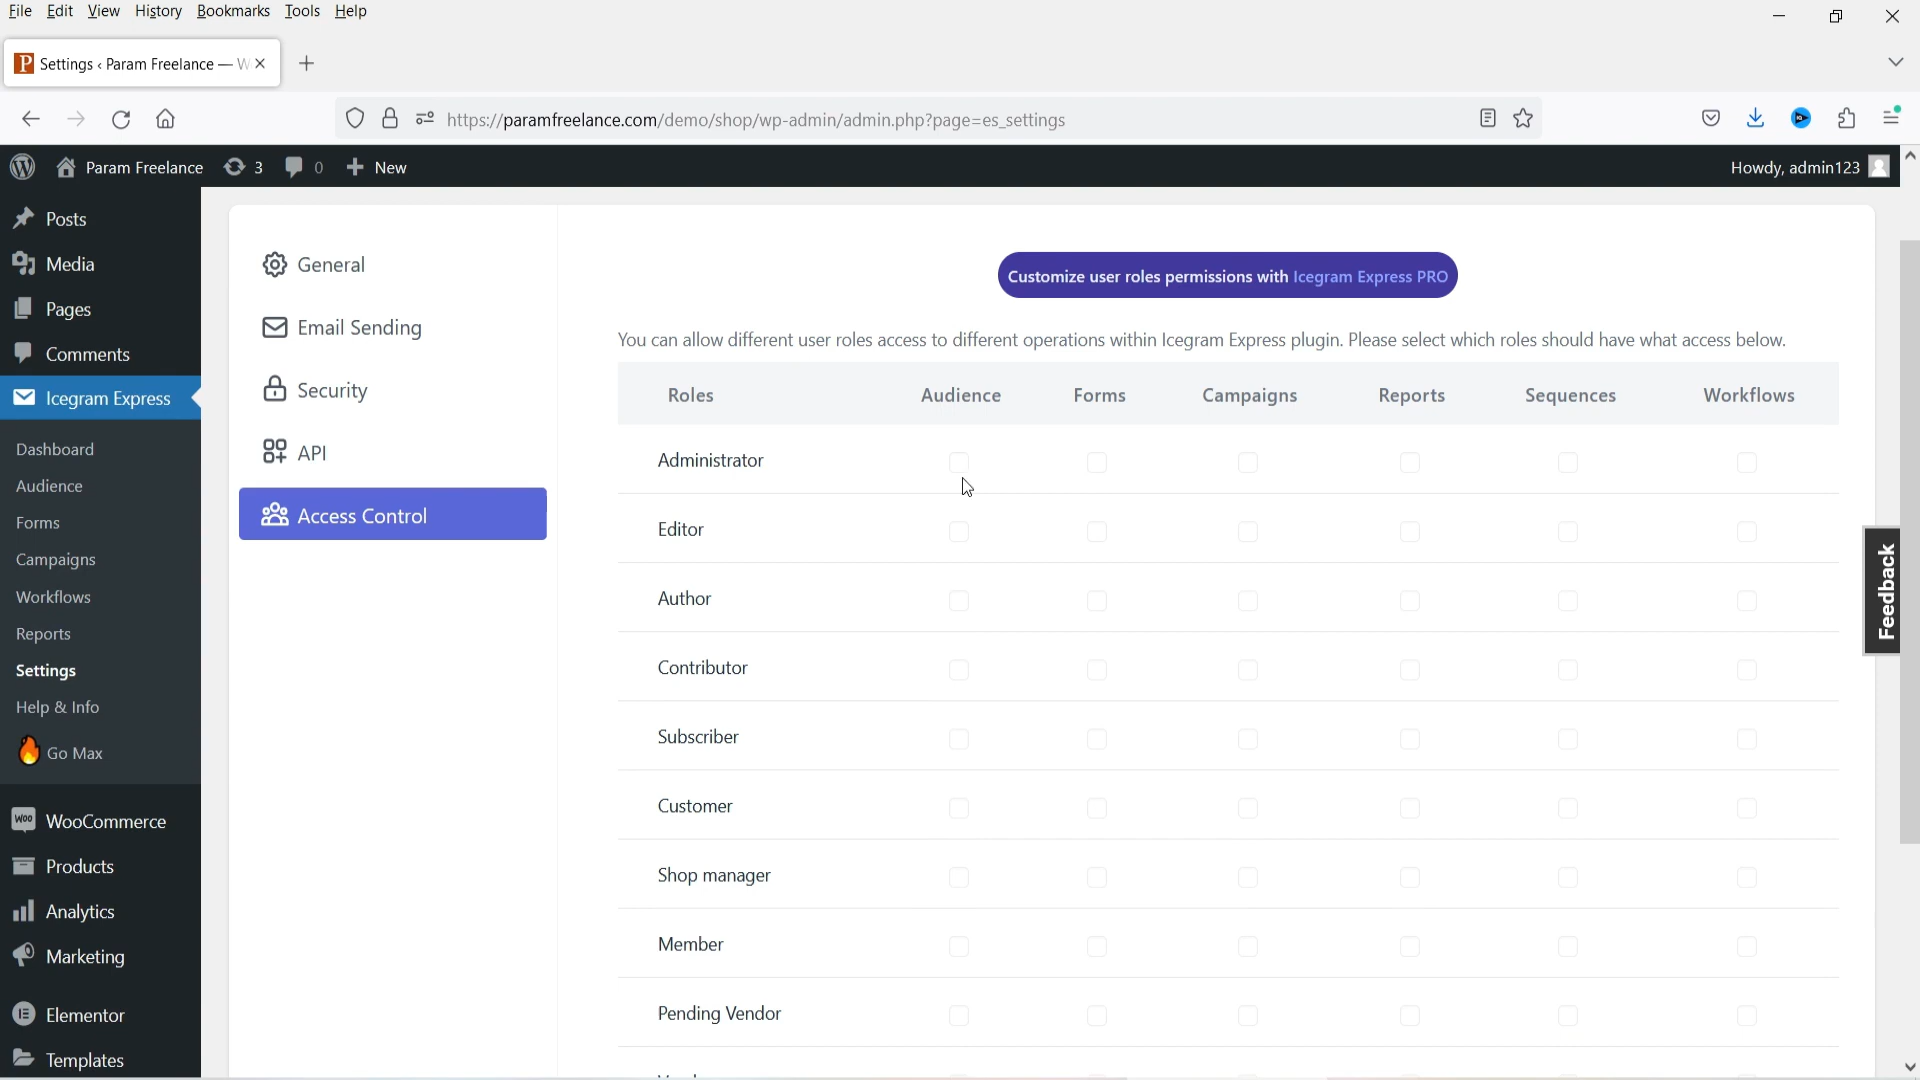 File Edit View History Bookmarks Tools Help
Settings ‹ Param Freelance — W
https://paramfreelance.com/demo/shop/wp-admin/admin.php?page=es_settings
Param Freelance 3 0 New Howdy, admin123
Posts
Media
Pages
Comments
Icegram Express
Dashboard
Audience
Forms
Campaigns
Workflows
Reports
Settings
Help & Info
Go Max
WooCommerce
Products
Analytics
Marketing
Elementor
Templates
General
Email Sending
Security
API
Access Control
Customize user roles permissions with Icegram Express PRO
You can allow different user roles access to different operations within Icegram Express plugin. Please select which roles should have what access below.
Roles Audience Forms Campaigns Reports Sequences Workflows
Administrator
Editor
Author
Contributor
Subscriber
Customer
Shop manager
Member
Pending Vendor
Feedback